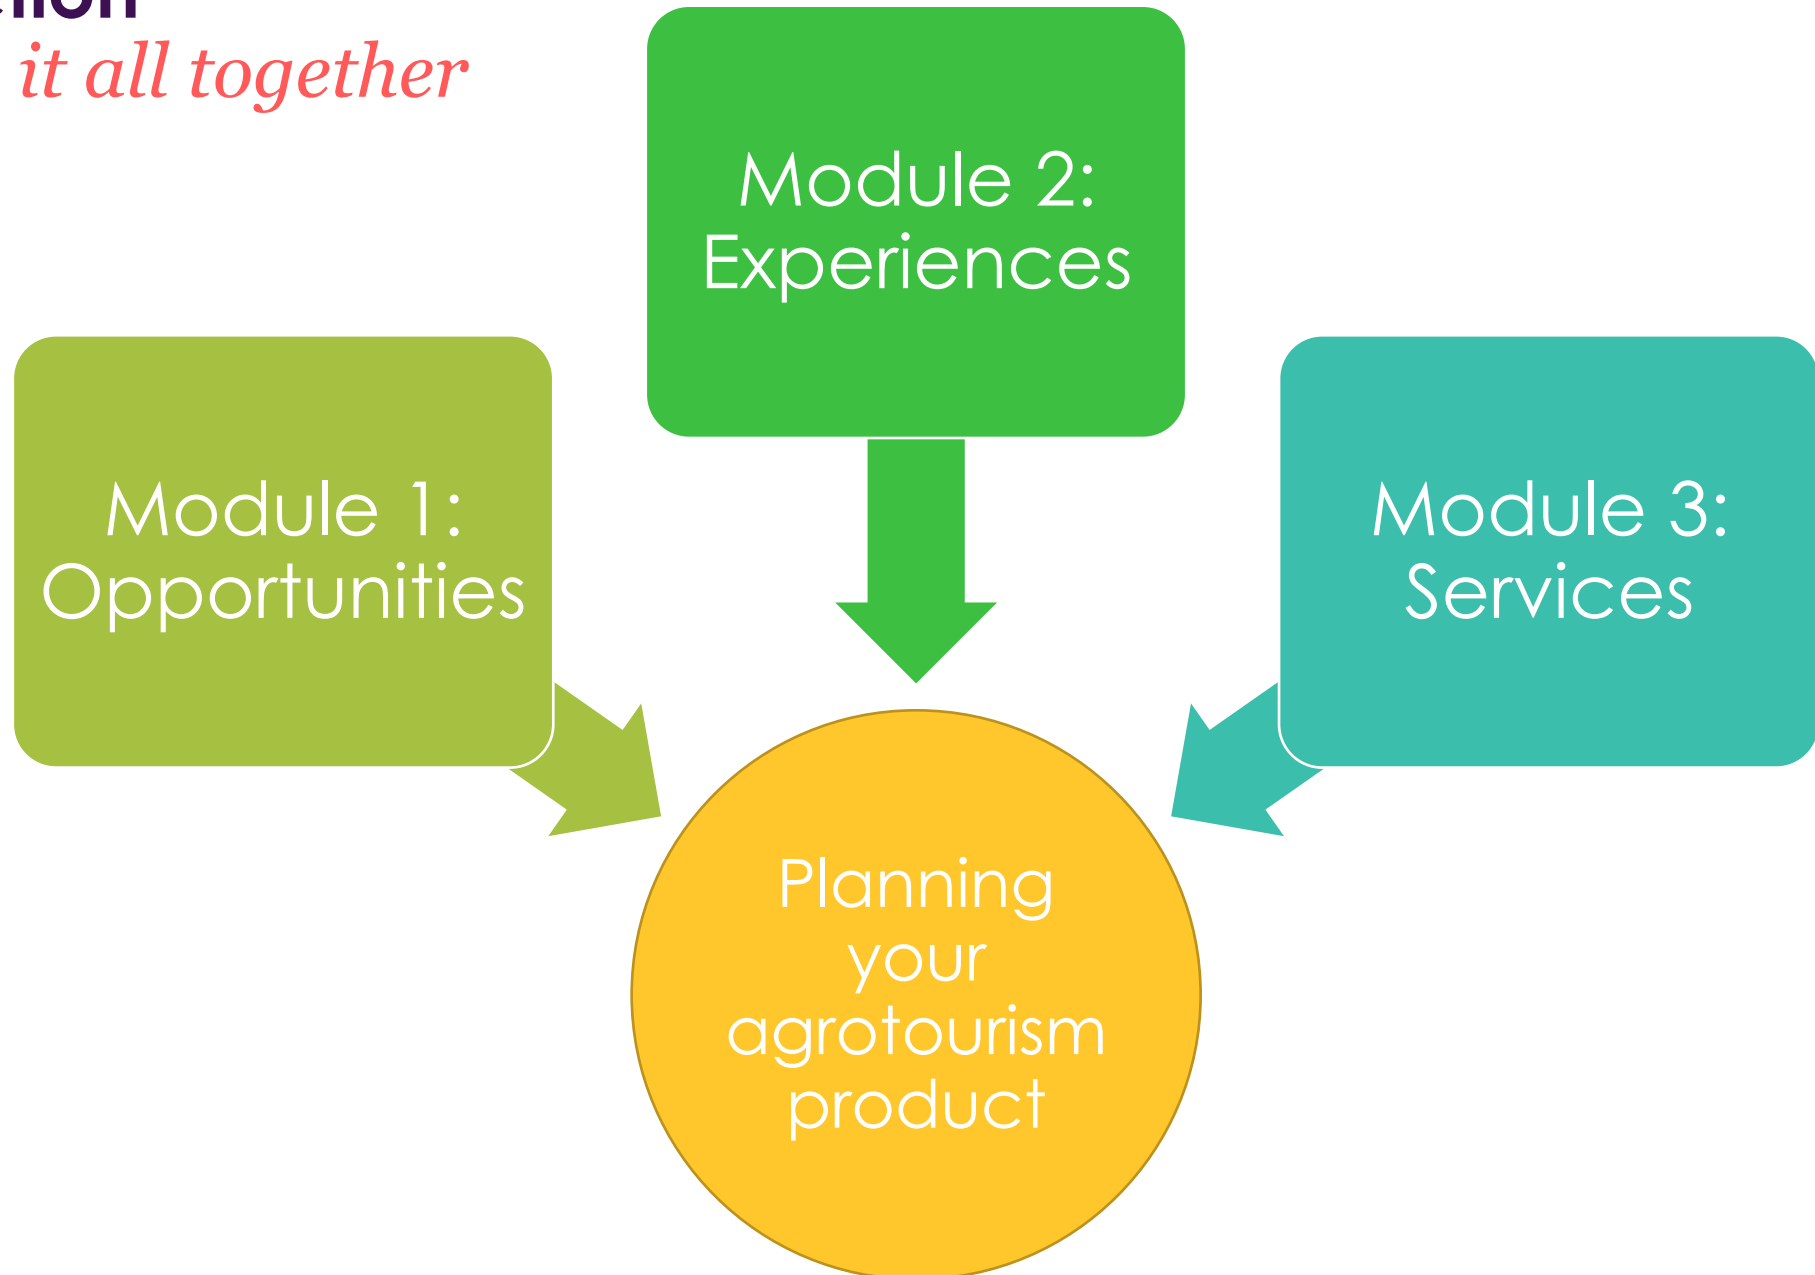 it all together
Module 2:
Experiences
Module 1:
Opportunities
Module 3:
Services
Planning
your
agrotourism
product